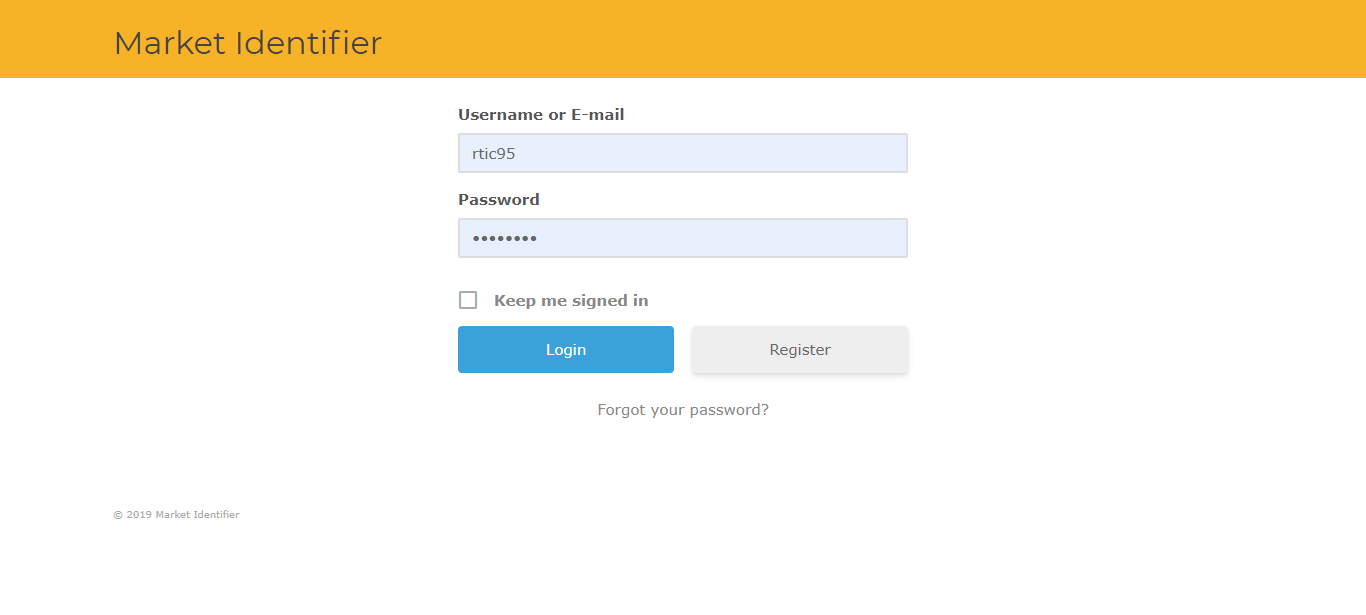 Market Identifier
Username or E-mail
rtic95
Password
••••••••
Keep me signed in
Login Register
Forgot your password?
© 2019 Market Identifier